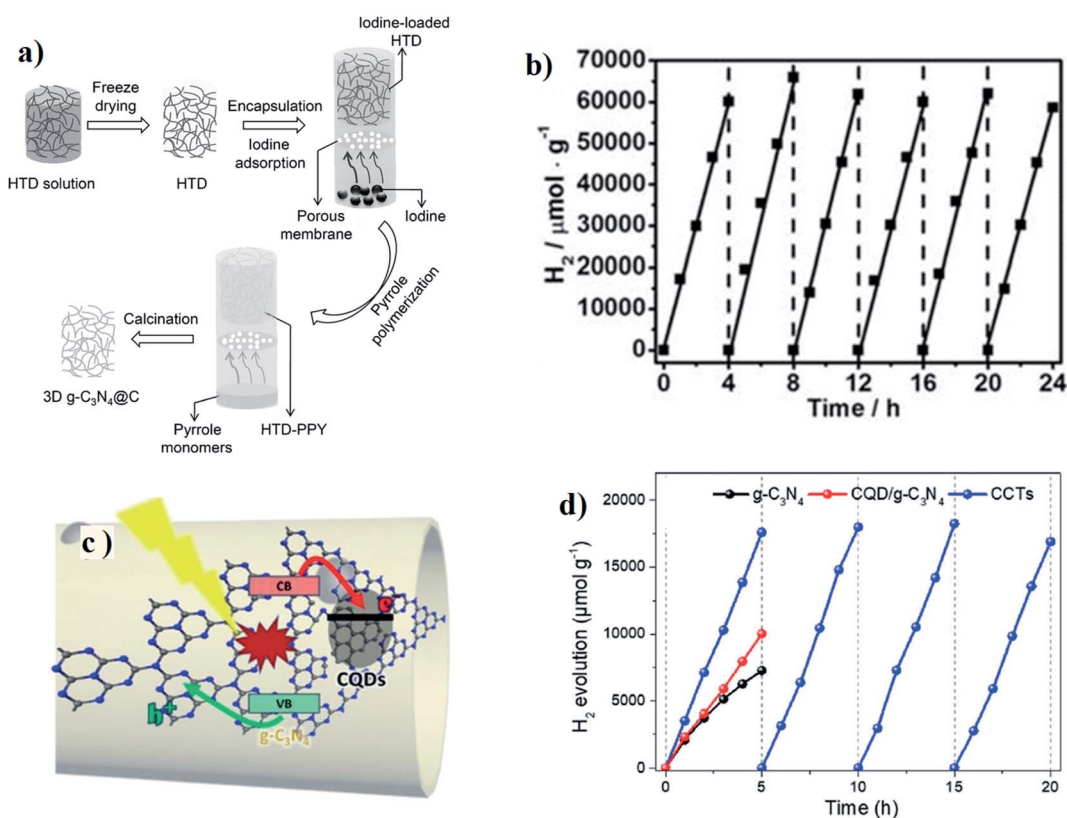 a)
Iodine-loaded
HTD
Freeze
drying
Encapsulation
Iodine
adsorption
HTD solution
HTD
Porous
membrane
Iodine
Pyrrole
polymerization
Calcination
3D g-C₃N₄@C
Pyrrole
monomers
HTD-PPY
b)
H₂ / μmol · g⁻¹
70000
60000
50000
40000
30000
20000
10000
0
0 4 8 12 16 20 24
Time / h
c )
CB
e⁻
CQDs
h⁺
VB
g-C₃N₄
d)
g-C₃N₄ CQD/g-C₃N₄ CCTs
H₂ evolution (μmol g⁻¹)
20000
15000
10000
5000
0
0 5 10 15 20
Time (h)